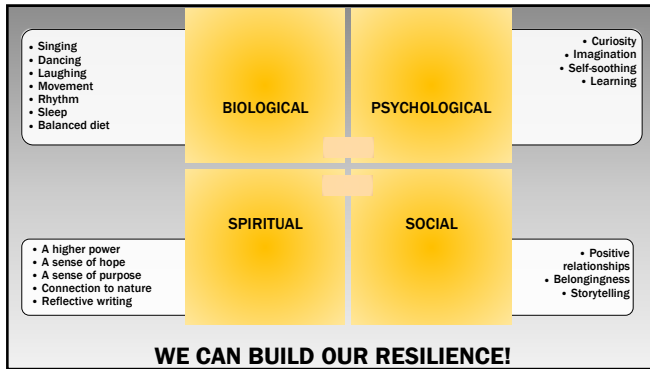 • Singing
• Dancing
• Laughing
• Movement
• Rhythm
• Sleep
• Balanced diet
BIOLOGICAL
PSYCHOLOGICAL
• Curiosity
• Imagination
• Self-soothing
• Learning
• A higher power
• A sense of hope
• A sense of purpose
• Connection to nature
• Reflective writing
SPIRITUAL
SOCIAL
• Positive
relationships
• Belongingness
• Storytelling
WE CAN BUILD OUR RESILIENCE!